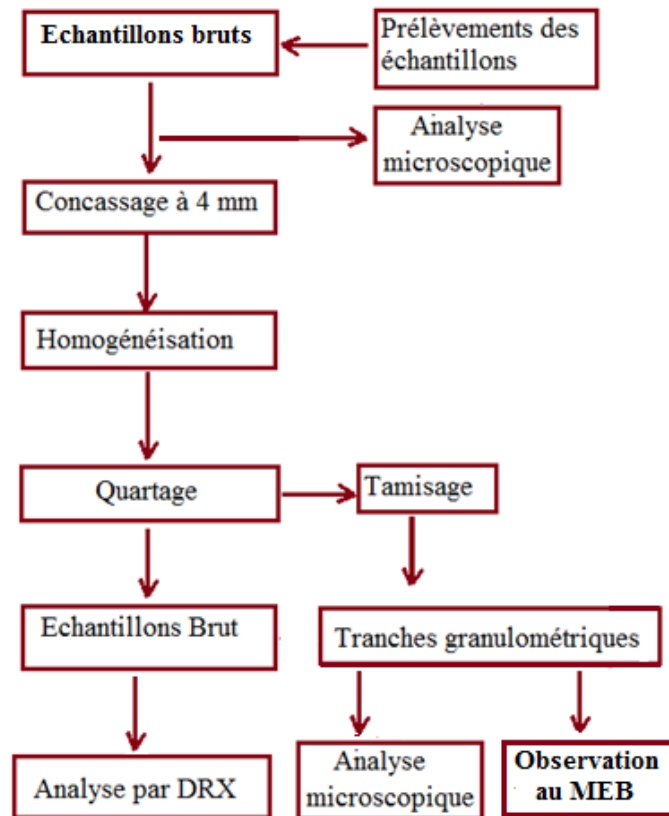 Echantillons bruts
Prélèvements des
échantillons
Analyse
microscopique
Concassage à 4 mm
Homogénéisation
Quartage
Tamisage
Echantillons Brut
Tranches granulométriques
Analyse par DRX
Analyse
microscopique
Observation
au MEB